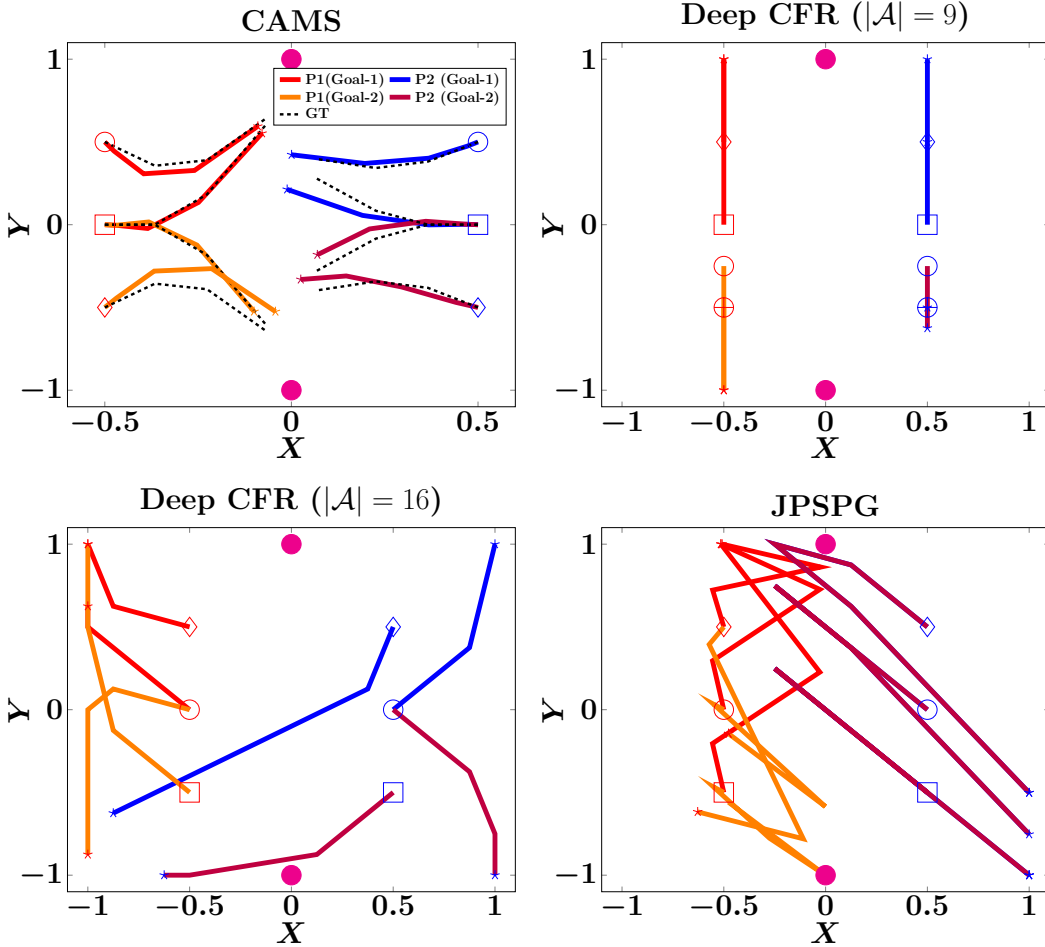 CAMS
1
0
−1
Y
−0.5
0
0.5
X
P1(Goal-1)
P2 (Goal-1)
P1(Goal-2)
P2 (Goal-2)
GT
Deep CFR (|𝒜| = 9)
1
0
−1
Y
−1
−0.5
0
0.5
1
X
Deep CFR (|𝒜| = 16)
1
0
−1
Y
−1
−0.5
0
0.5
1
X
JPSPG
1
0
−1
Y
−1
−0.5
0
0.5
1
X